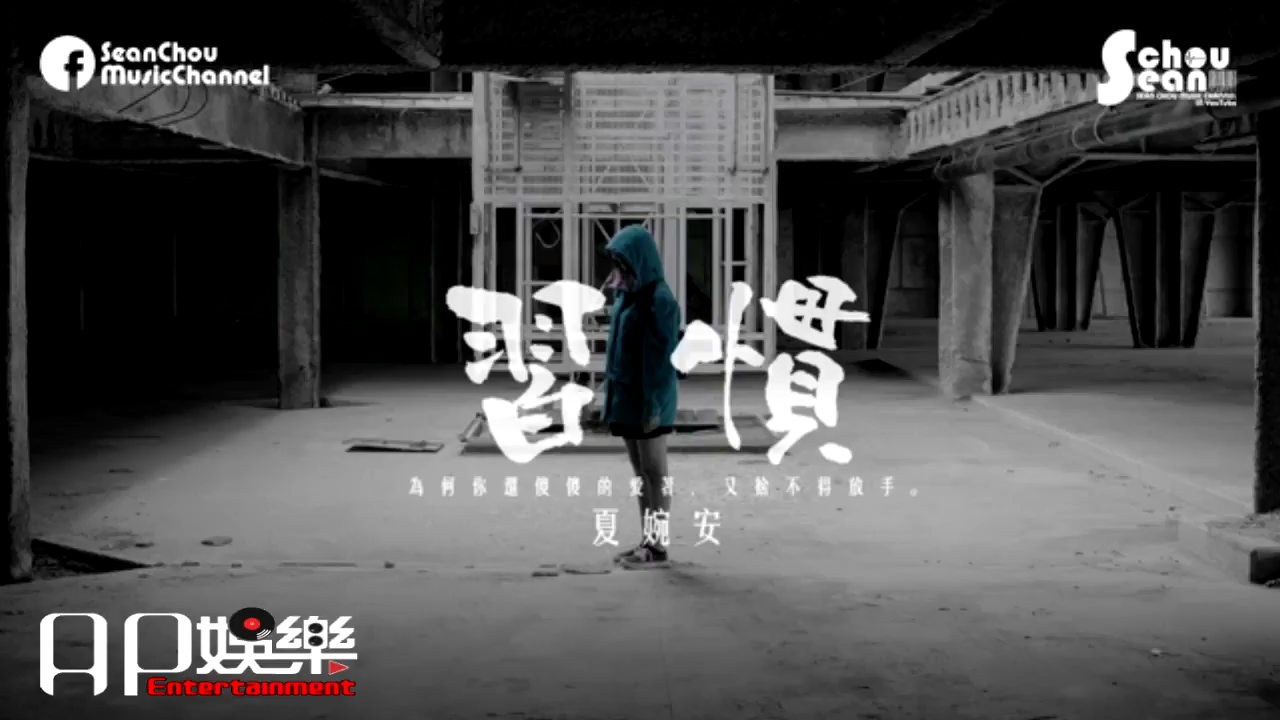 SeanChou
MusicChannel
Schou
Sean
習慣
為何你還傻傻的愛著，又捨不得放手。
夏婉安
AP娛樂
Entertainment